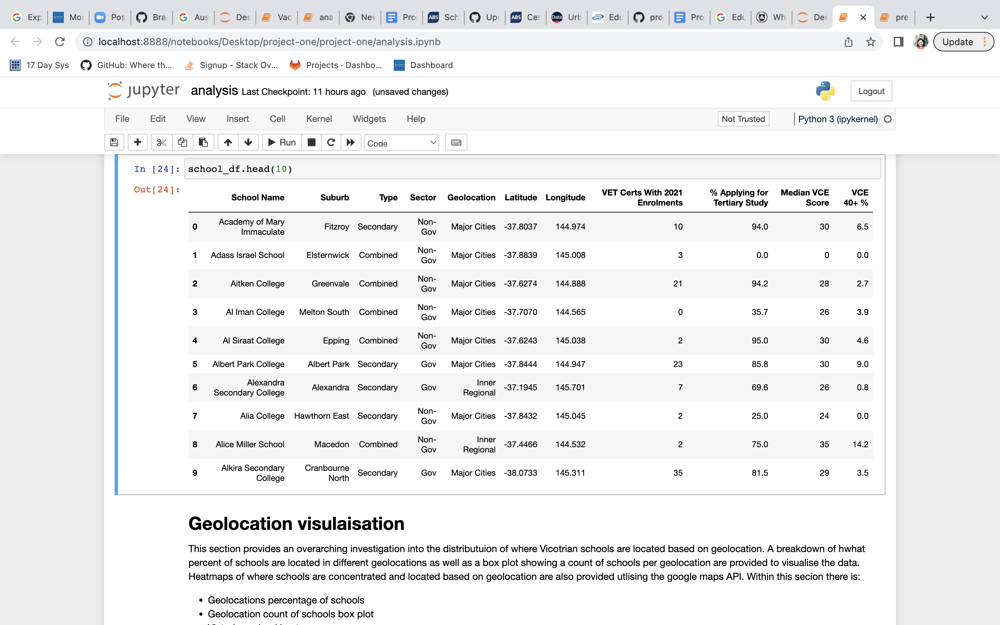 Exp Mo Pos Bra Aus Des Vac ana New Pro Sch Upd Cer Urb Edu pro Pro Edu Wh Des pre
localhost:8888/notebooks/Desktop/project-one/project-one/analysis.ipynb
Update
17 Day Sys GitHub: Where th... Signup - Stack Ov... Projects · Dashbo... Dashboard
jupyter analysis Last Checkpoint: 11 hours ago (unsaved changes) Logout
File Edit View Insert Cell Kernel Widgets Help Not Trusted Python 3 (ipykernel)
Run Code
In [24]: school_df.head(10)
Out[24]:
School Name Suburb Type Sector Geolocation Latitude Longitude VET Certs With 2021 Enrolments % Applying for Tertiary Study Median VCE Score VCE 40+ %
0 Academy of Mary Immaculate Fitzroy Secondary Non-Gov Major Cities -37.8037 144.974 10 94.0 30 6.5
1 Adass Israel School Elsternwick Combined Non-Gov Major Cities -37.8839 145.008 3 0.0 0 0.0
2 Aitken College Greenvale Combined Non-Gov Major Cities -37.6274 144.888 21 94.2 28 2.7
3 Al Iman College Melton South Combined Non-Gov Major Cities -37.7070 144.565 0 35.7 26 3.9
4 Al Siraat College Epping Combined Non-Gov Major Cities -37.6243 145.038 2 95.0 30 4.6
5 Albert Park College Albert Park Secondary Gov Major Cities -37.8444 144.947 23 85.8 30 9.0
6 Alexandra Secondary College Alexandra Secondary Gov Inner Regional -37.1945 145.701 7 69.6 26 0.8
7 Alia College Hawthorn East Secondary Non-Gov Major Cities -37.8432 145.045 2 25.0 24 0.0
8 Alice Miller School Macedon Combined Non-Gov Inner Regional -37.4466 144.532 2 75.0 35 14.2
9 Alkira Secondary College Cranbourne North Secondary Gov Major Cities -38.0733 145.311 35 81.5 29 3.5
Geolocation visulaisation
This section provides an overarching investigation into the distributuion of where Vicotrian schools are located based on geolocation. A breakdown of hwhat
percent of schools are located in different geolocations as well as a box plot showing a count of schools per geolocation are provided to visualise the data.
Heatmaps of where schools are concentrated and located based on geolocation are also provided utlising the google maps API. Within this secion there is:
• Geolocations percentage of schools
• Geolocation count of schools box plot